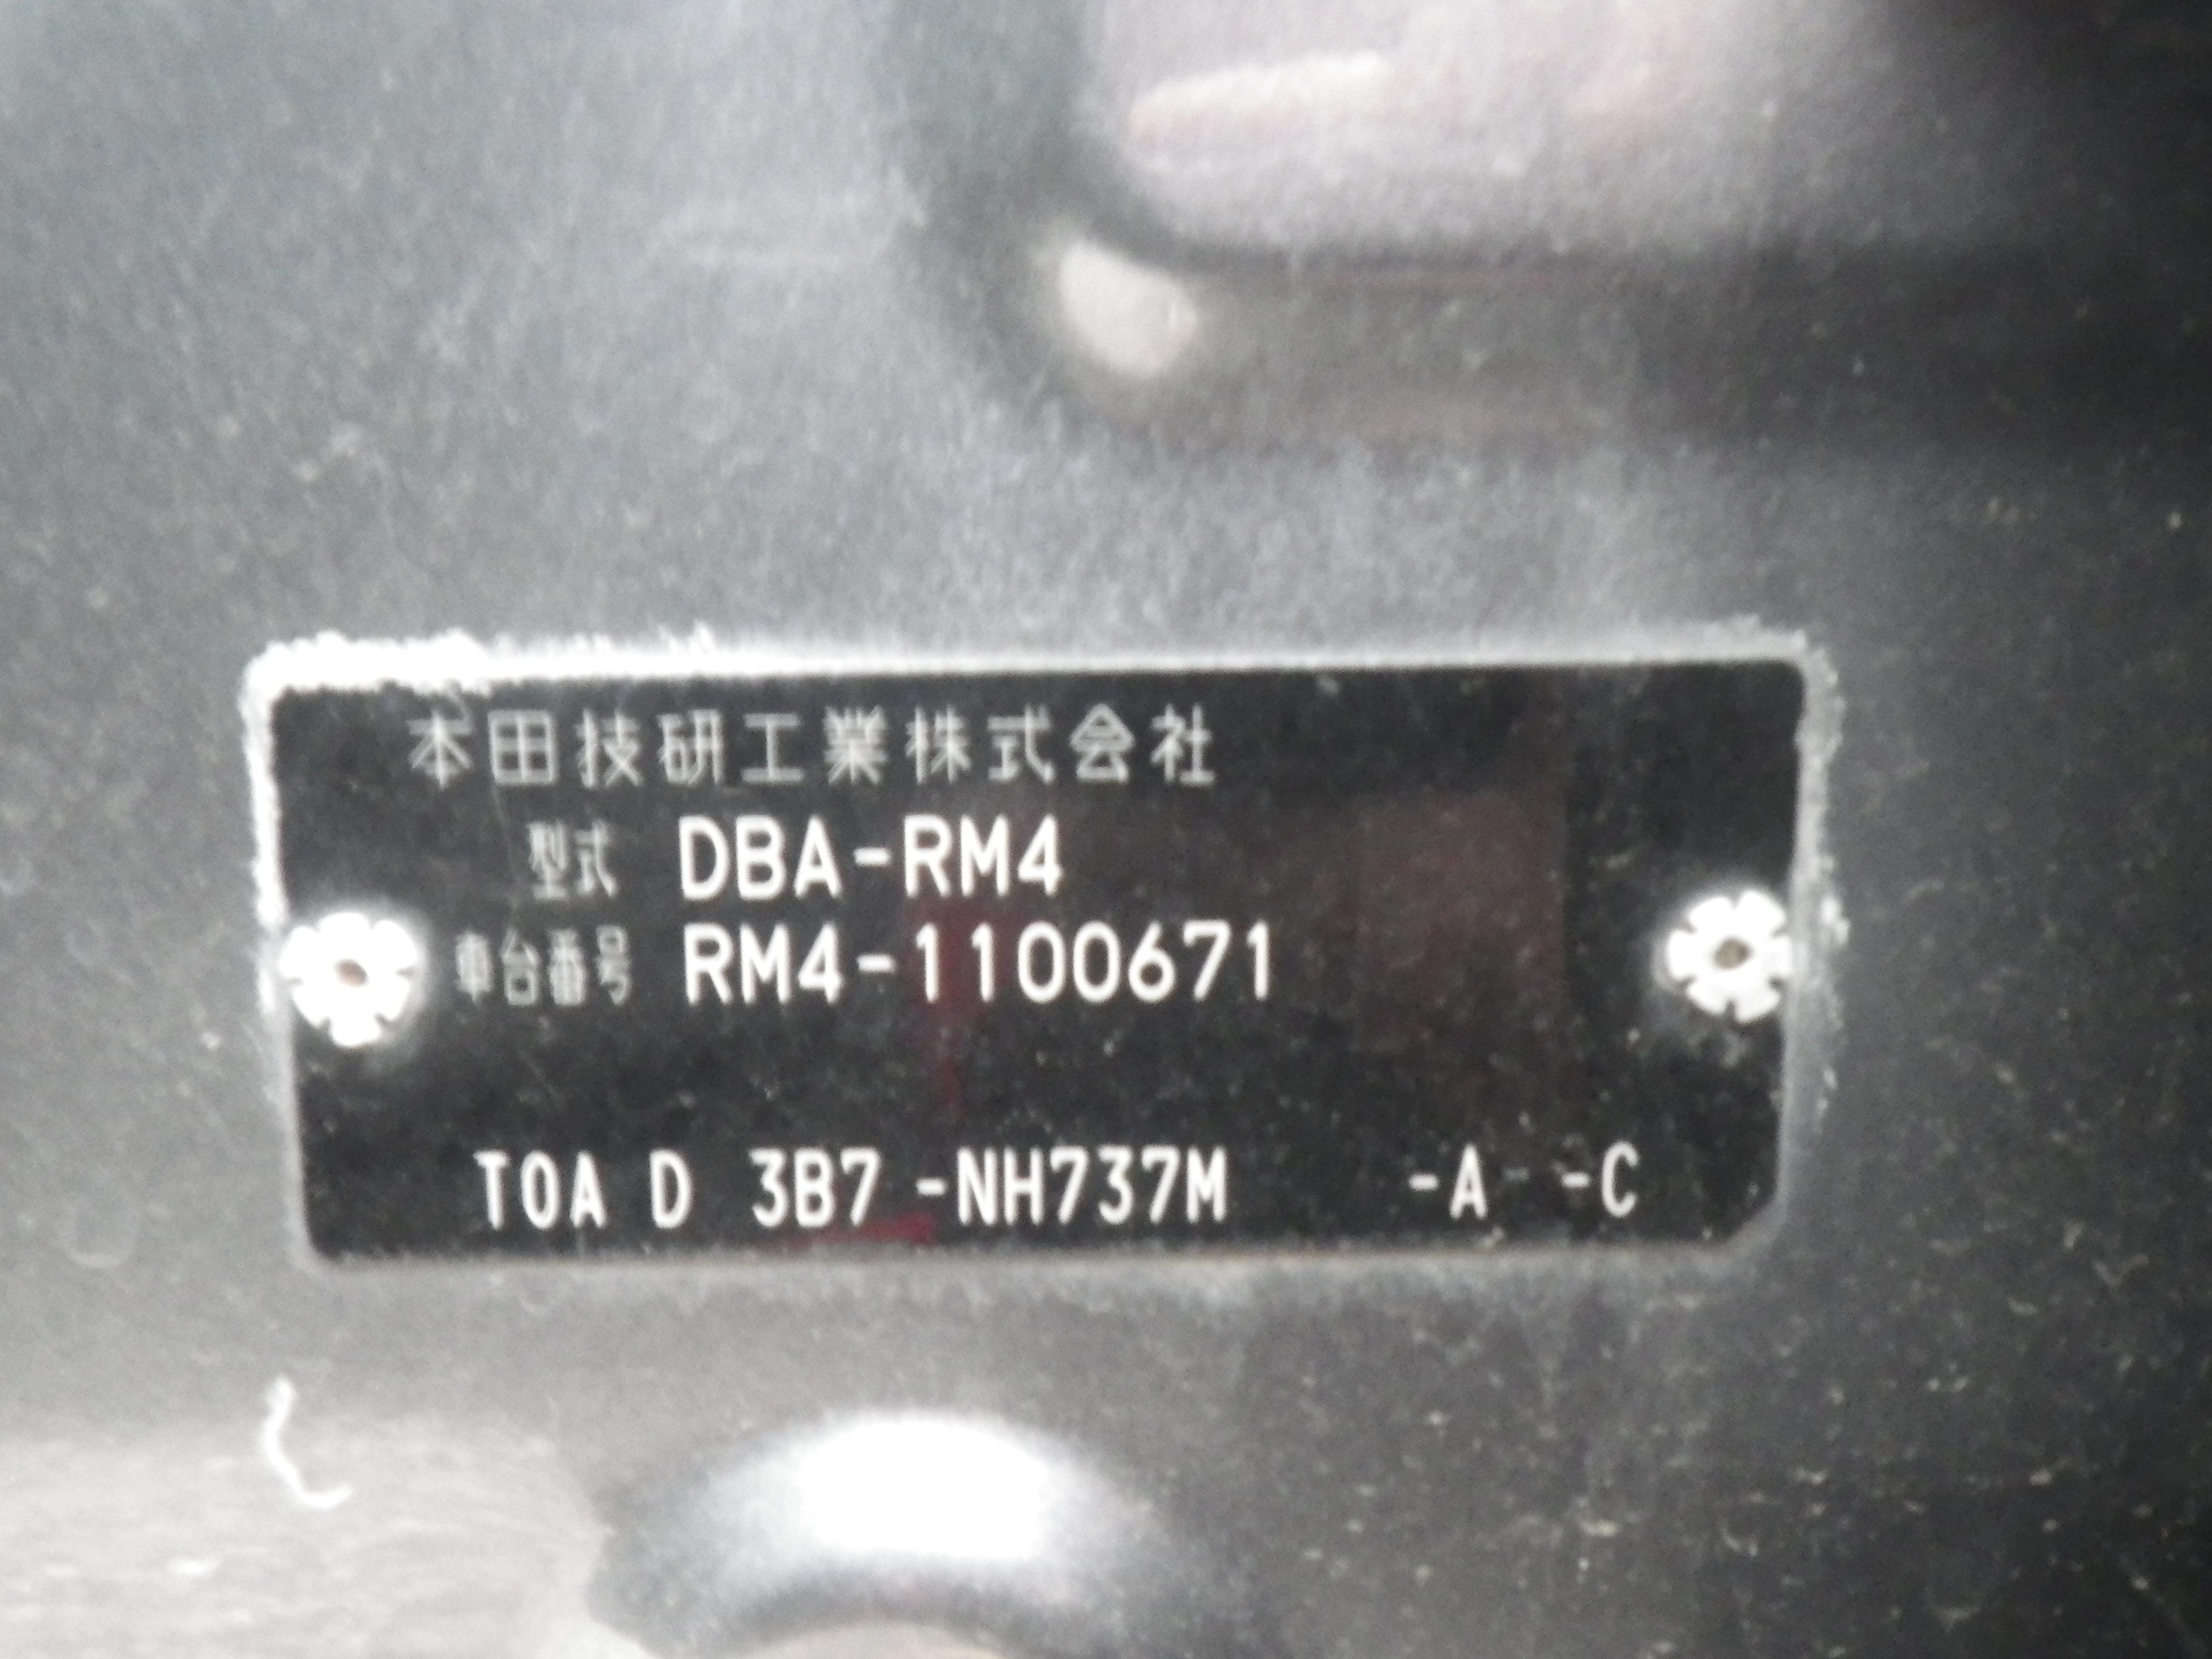 本田技研工業株式会社
型式 DBA-RM4
車台番号 RM4-1100671
T0A D 3B7 -NH737M -A -C